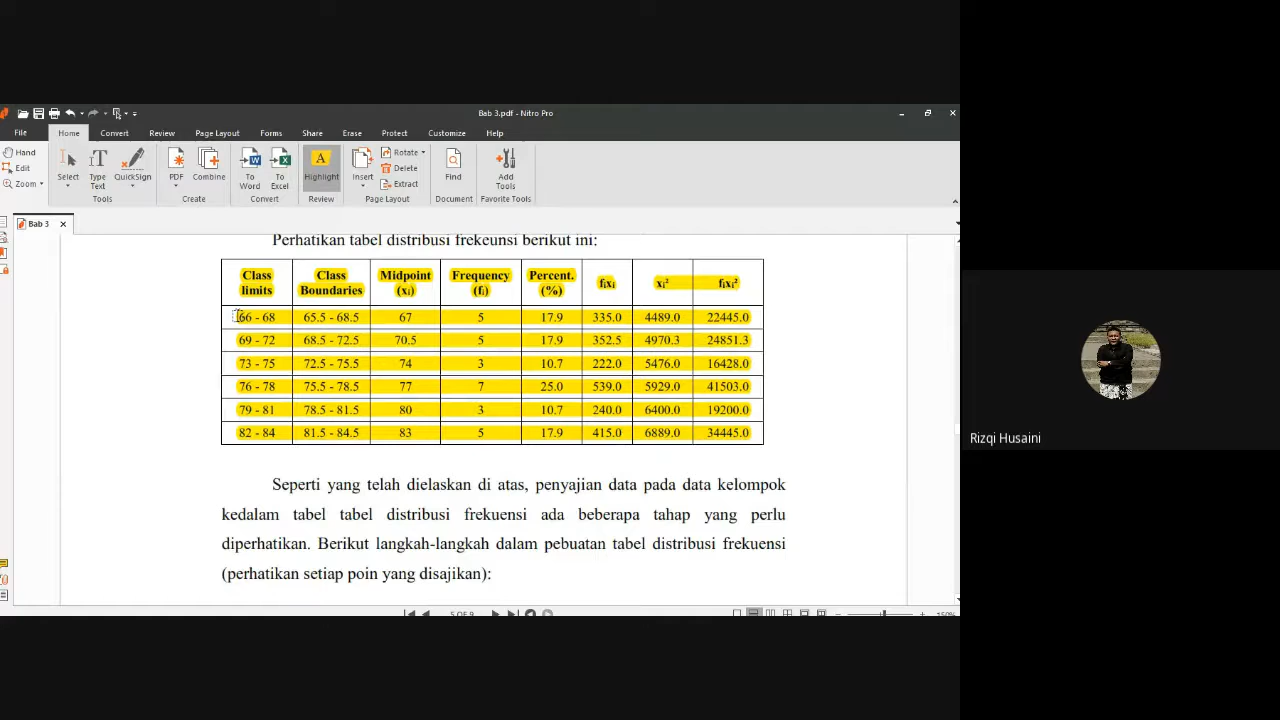 Bab 3.pdf - Nitro Pro
File Home Convert Review Page Layout Forms Share Erase Protect Customize Help
Hand
Edit
Zoom
Select
Type Text
QuickSign
Tools
PDF
Combine
Create
To Word
To Excel
Convert
A
Highlight
Review
Insert
Rotate
Delete
Extract
Page Layout
Find
Document
Add Tools
Favorite Tools
Bab 3
Perhatikan tabel distribusi frekeunsi berikut ini:
Class limits Class Boundaries Midpoint (xᵢ) Frequency (fᵢ) Percent. (%) fᵢxᵢ xᵢ² fᵢxᵢ²
66 - 68 65.5 - 68.5 67 5 17.9 335.0 4489.0 22445.0
69 - 72 68.5 - 72.5 70.5 5 17.9 352.5 4970.3 24851.3
73 - 75 72.5 - 75.5 74 3 10.7 222.0 5476.0 16428.0
76 - 78 75.5 - 78.5 77 7 25.0 539.0 5929.0 41503.0
79 - 81 78.5 - 81.5 80 3 10.7 240.0 6400.0 19200.0
82 - 84 81.5 - 84.5 83 5 17.9 415.0 6889.0 34445.0
Seperti yang telah dielaskan di atas, penyajian data pada data kelompok
kedalam tabel tabel distribusi frekuensi ada beberapa tahap yang perlu
diperhatikan. Berikut langkah-langkah dalam pebuatan tabel distribusi frekuensi
(perhatikan setiap poin yang disajikan):
5 OF 9
150%
Rizqi Husaini